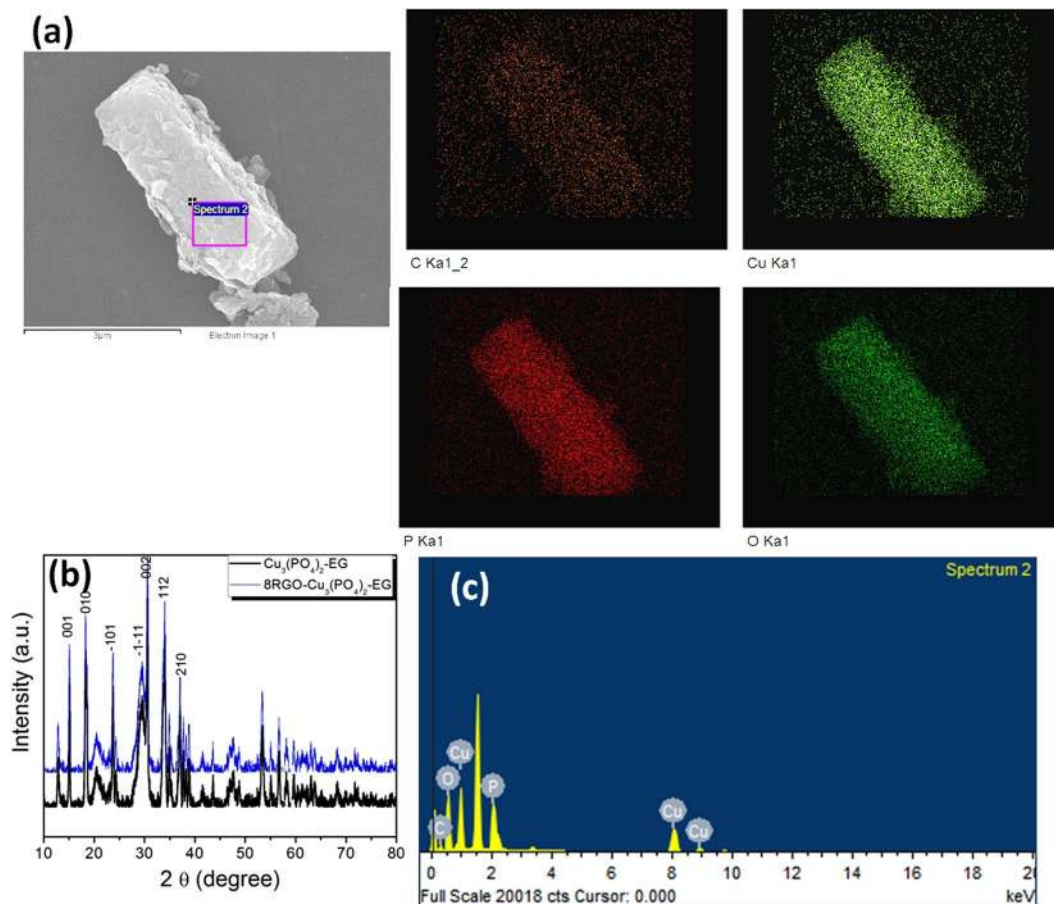 (a)
Spectrum 2
3µm
Electron Image 1
C Ka1_2
Cu Ka1
P Ka1
O Ka1
(b)
Cu₃(PO₄)₂-EG
8RGO-Cu₃(PO₄)₂-EG
001
010
-101
-1-11
002
112
210
Intensity (a.u.)
10 20 30 40 50 60 70 80
2 θ (degree)
(c)
Spectrum 2
C
O
Cu
P
Cu
Cu
0 2 4 6 8 10 12 14 16 18 20
Full Scale 20018 cts Cursor: 0.000 keV